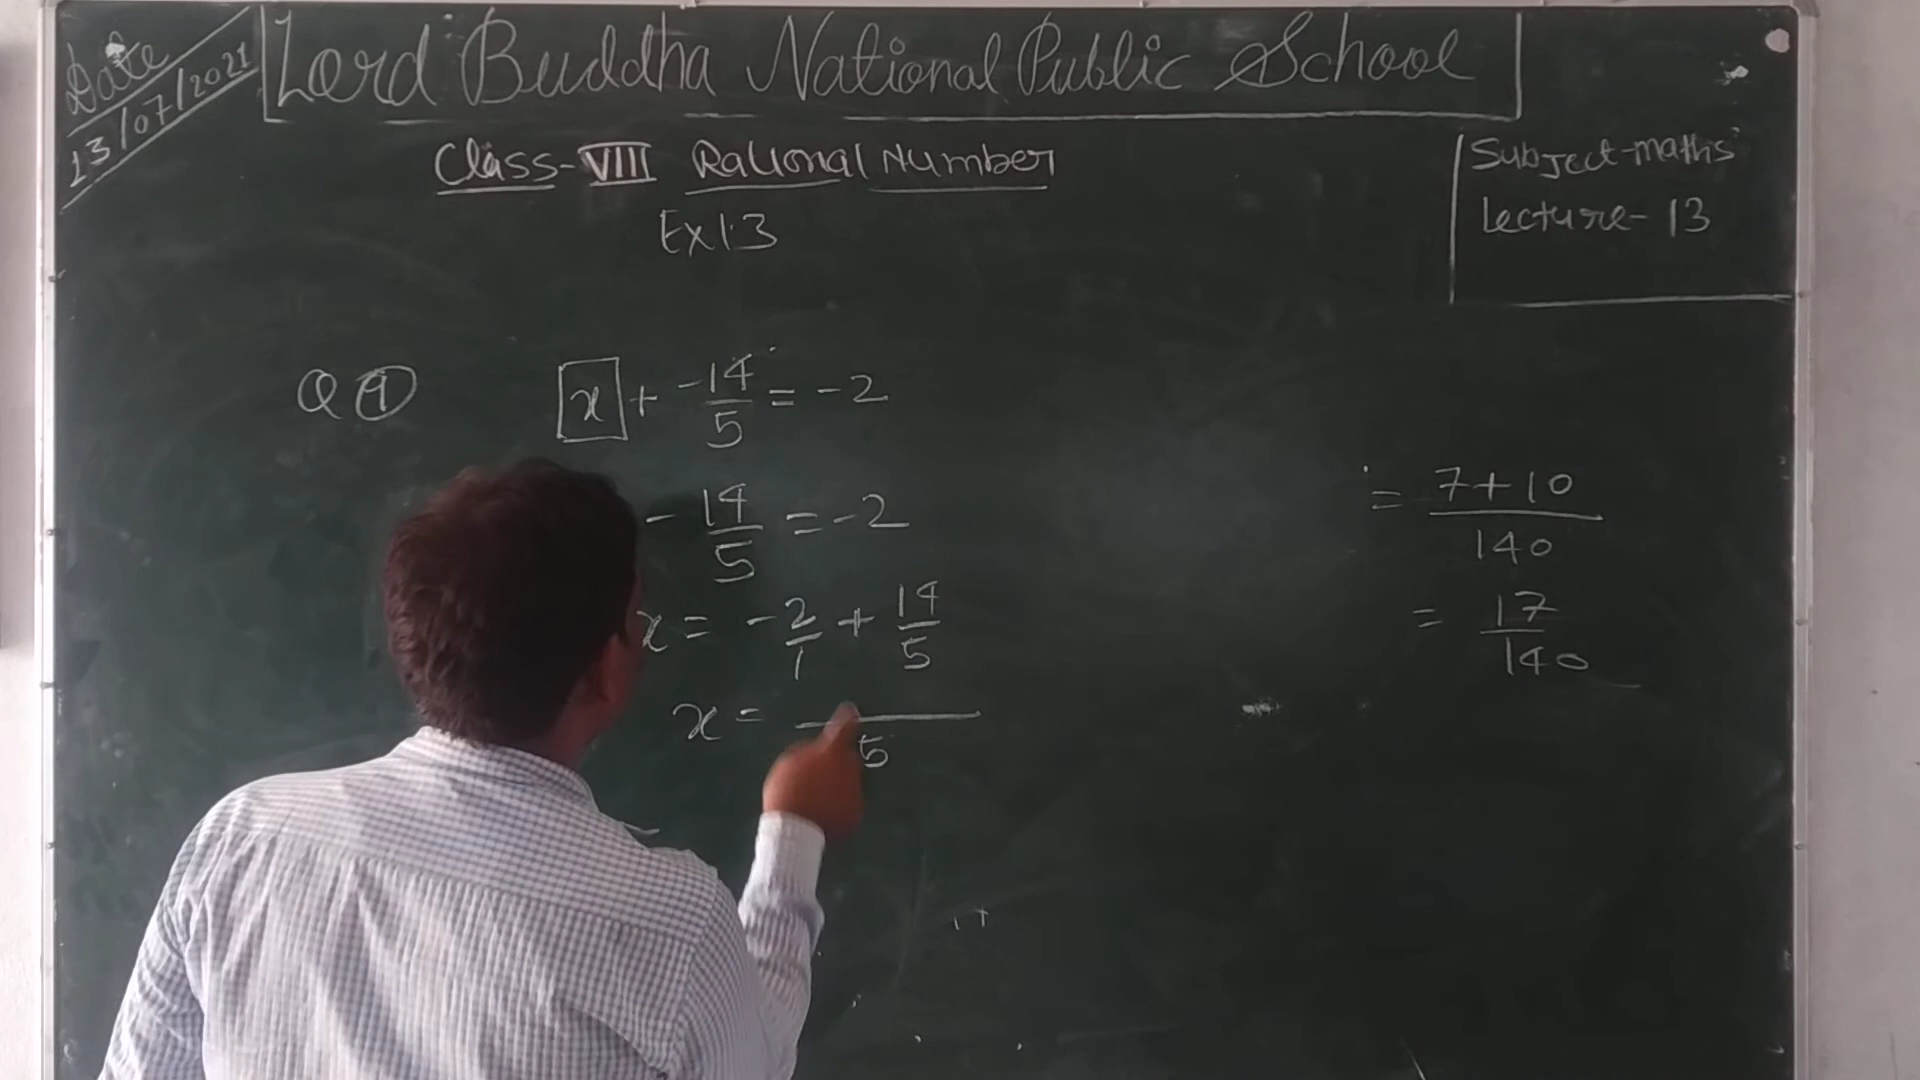 Date
13/07/2021
Lord Buddha National Public School
Class-VIII Rational Number
Ex 1.3
Subject-maths
Lecture-13
Q 9 x + -14/5 = -2
- 14/5 = -2
x = -2/1 + 14/5
x = /5
= 7+10/140
= 17/140